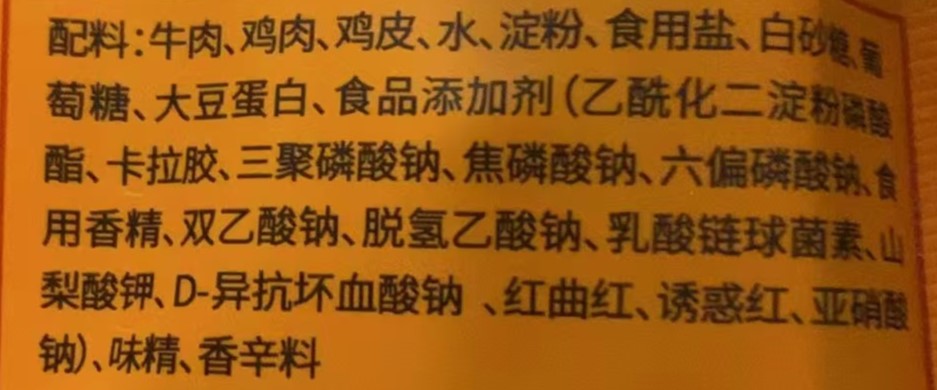 配料：牛肉、鸡肉、鸡皮、水、淀粉、食用盐、白砂糖、葡
萄糖、大豆蛋白、食品添加剂（乙酰化二淀粉磷酸
酯、卡拉胶、三聚磷酸钠、焦磷酸钠、六偏磷酸钠、食
用香精、双乙酸钠、脱氢乙酸钠、乳酸链球菌素、山
梨酸钾、D-异抗坏血酸钠 、红曲红、诱惑红、亚硝酸
钠）、味精、香辛料